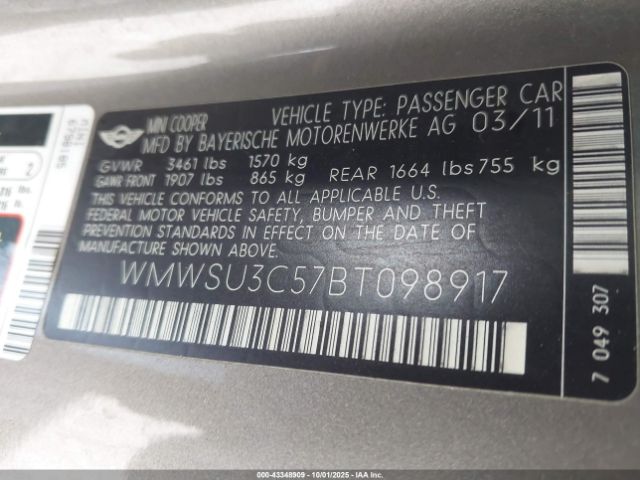 MINI COOPER
VEHICLE TYPE: PASSENGER CAR
MFD BY BAYERISCHE MOTORENWERKE AG 03/11
GVWR 3461 lbs 1570 kg
GAWR FRONT 1907 lbs 865 kg REAR 1664 lbs 755 kg
THIS VEHICLE CONFORMS TO ALL APPLICABLE U.S.
FEDERAL MOTOR VEHICLE SAFETY, BUMPER AND THEFT
PREVENTION STANDARDS IN EFFECT ON THE DATE OF
MANUFACTURE SHOWN ABOVE.
WMWSU3C57BT098917
7 049 307
2
000-43348909 - 10/01/2025 - © IAA Holdings, LLC